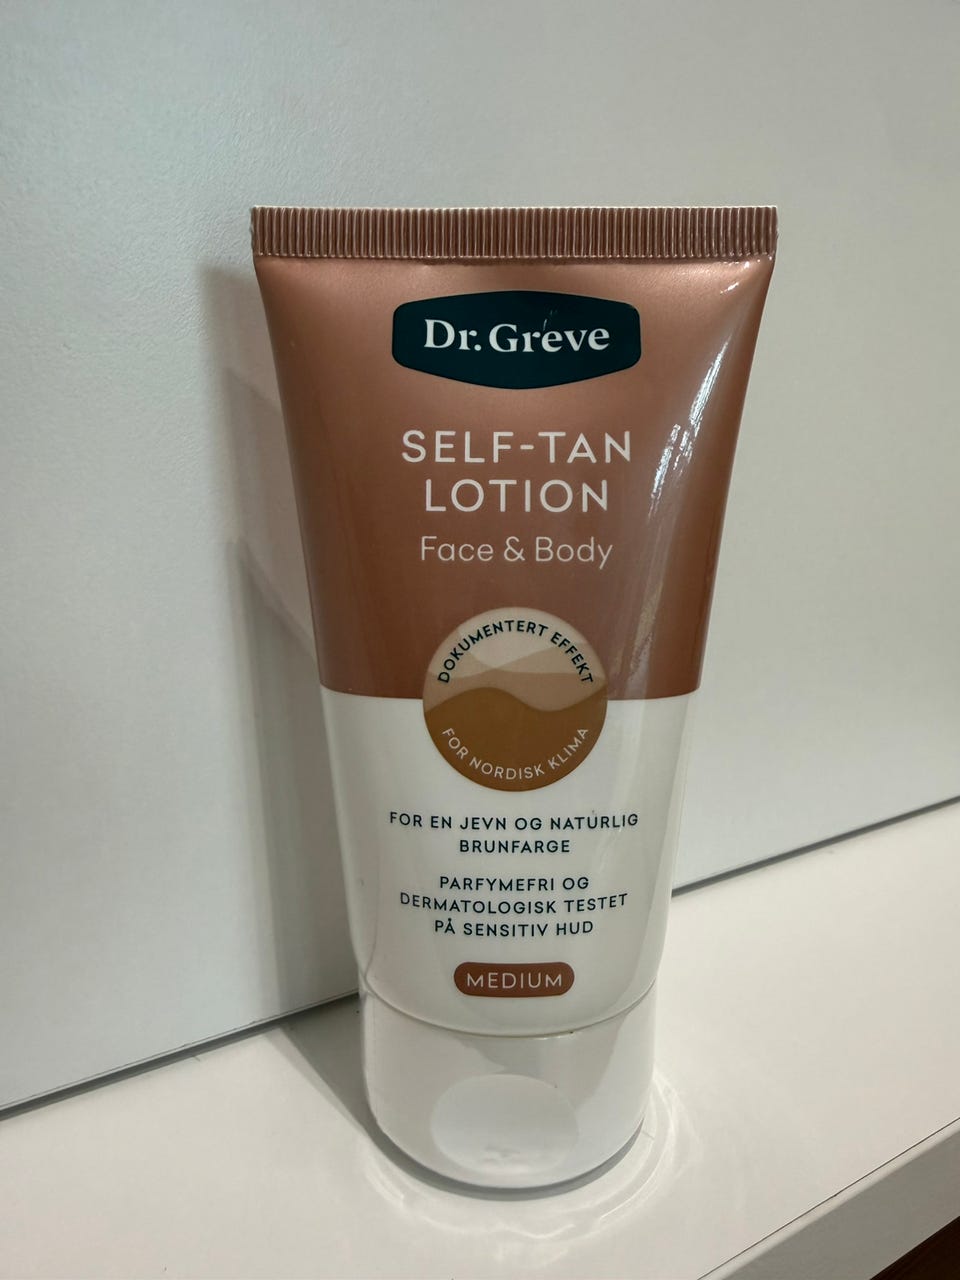 Dr. Greve
SELF-TAN
LOTION
Face & Body
DOKUMENTERT EFFEKT
FOR NORDISK KLIMA
FOR EN JEVN OG NATURLIG
BRUNFARGE
PARFYMEFRI OG
DERMATOLOGISK TESTET
PÅ SENSITIV HUD
MEDIUM